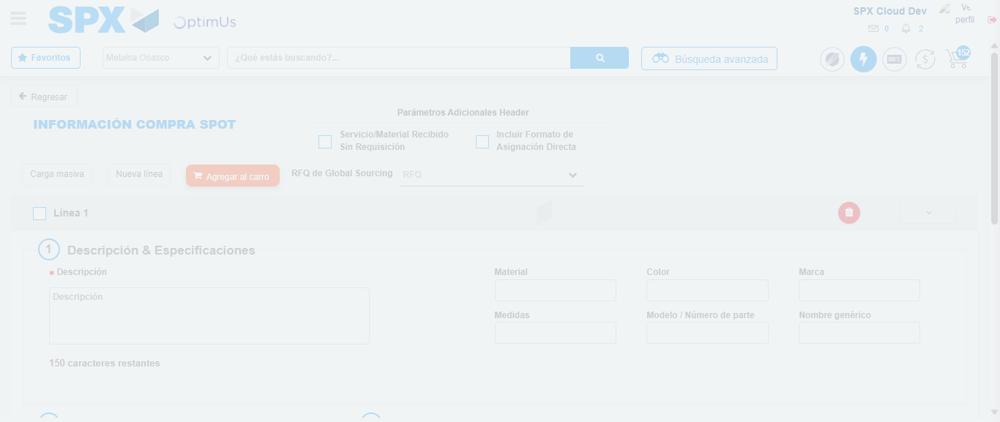 SPX
OptimUs
SPX Cloud Dev
0
2
Ve
perfil
Favoritos
Metalsa Osasco
¿Qué estás buscando?...
Búsqueda avanzada
152
Regresar
INFORMACIÓN COMPRA SPOT
Parámetros Adicionales Header
Servicio/Material Recibido
Sin Requisición
Incluir Formato de
Asignación Directa
Carga masiva
Nueva línea
Agregar al carro
RFQ de Global Sourcing
RFQ
Línea 1
1
Descripción & Especificaciones
* Descripción
Descripción
150 caracteres restantes
Material
Color
Marca
Medidas
Modelo / Número de parte
Nombre genérico